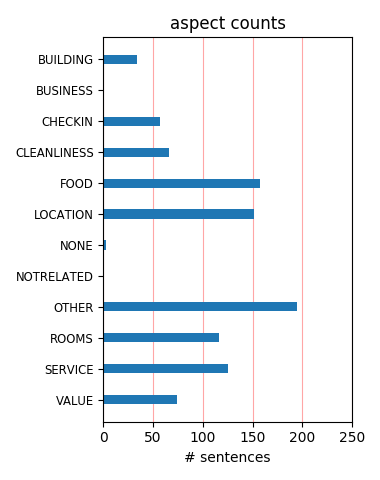 aspect counts
BUILDING
BUSINESS
CHECKIN
CLEANLINESS
FOOD
LOCATION
NONE
NOTRELATED
OTHER
ROOMS
SERVICE
VALUE
0 50 100 150 200 250
# sentences